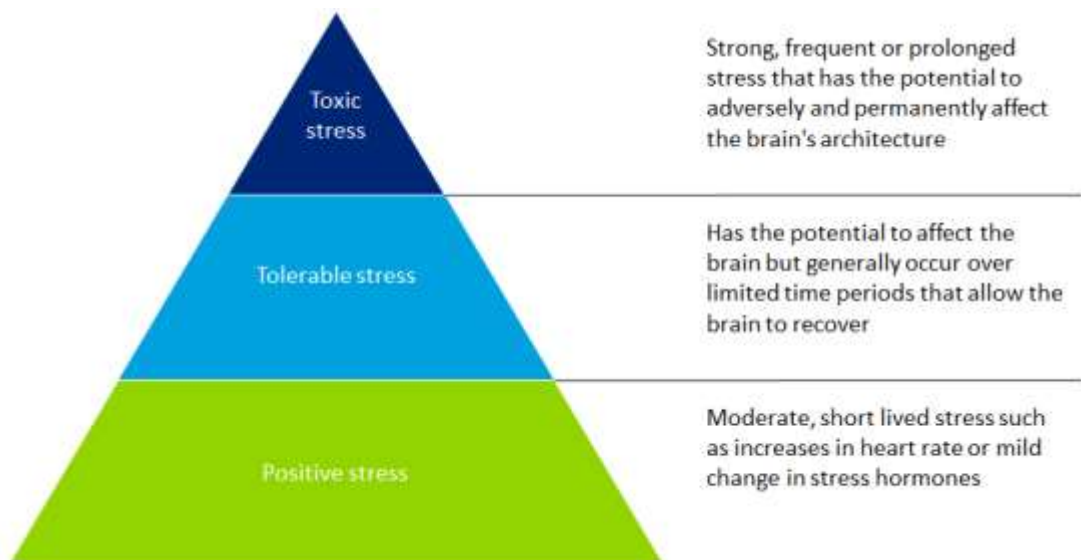 Toxic
stress
Strong, frequent or prolonged
stress that has the potential to
adversely and permanently affect
the brain's architecture
Tolerable stress
Has the potential to affect the
brain but generally occur over
limited time periods that allow the
brain to recover
Positive stress
Moderate, short lived stress such
as increases in heart rate or mild
change in stress hormones